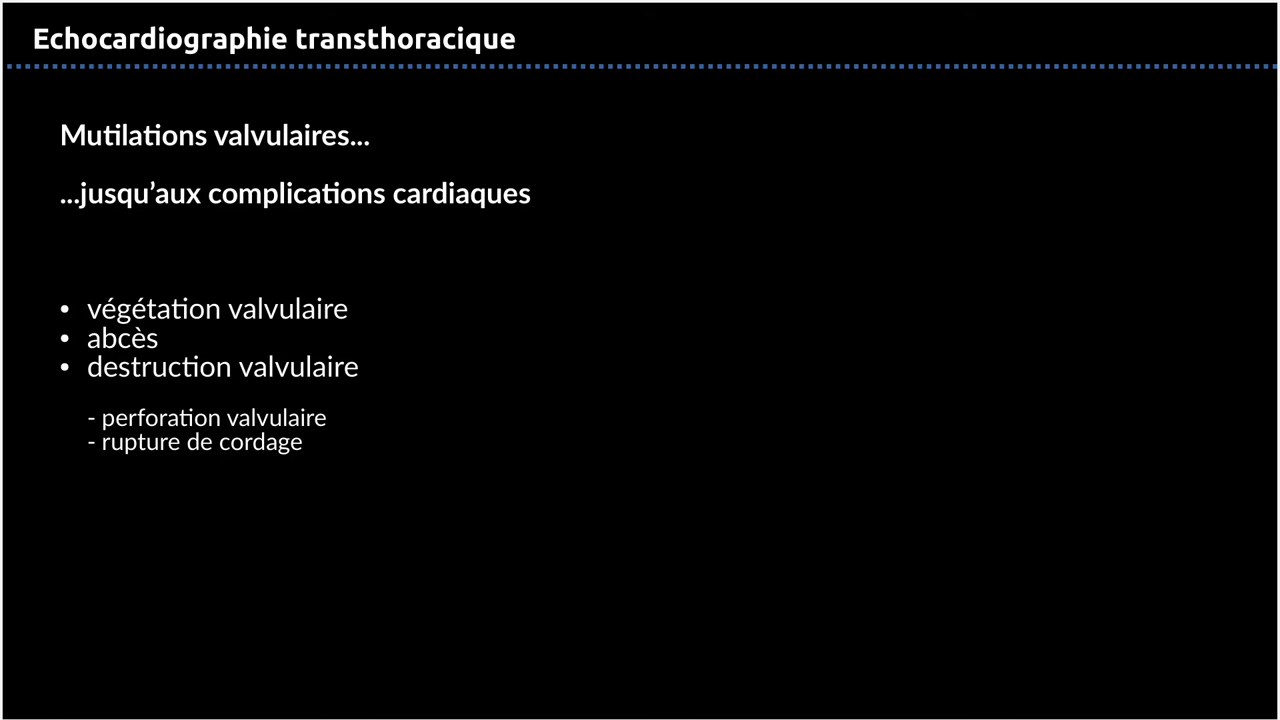 Echocardiographie transthoracique
Mutilations valvulaires...
...jusqu’aux complications cardiaques
• végétation valvulaire
• abcès
• destruction valvulaire
- perforation valvulaire
- rupture de cordage